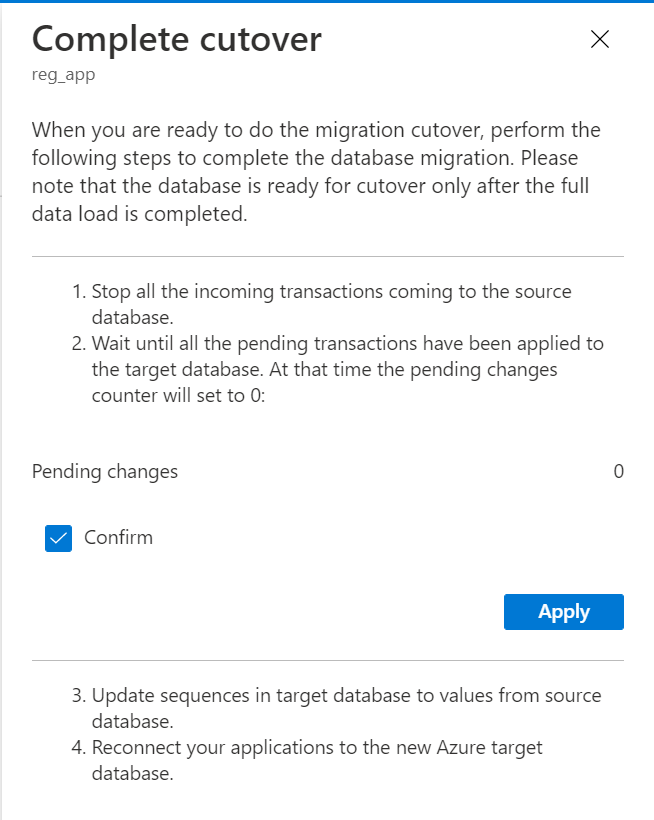 Complete cutover
reg_app
When you are ready to do the migration cutover, perform the
following steps to complete the database migration. Please
note that the database is ready for cutover only after the full
data load is completed.
1. Stop all the incoming transactions coming to the source
database.
2. Wait until all the pending transactions have been applied to
the target database. At that time the pending changes
counter will set to 0:
Pending changes 0
Confirm
Apply
3. Update sequences in target database to values from source
database.
4. Reconnect your applications to the new Azure target
database.